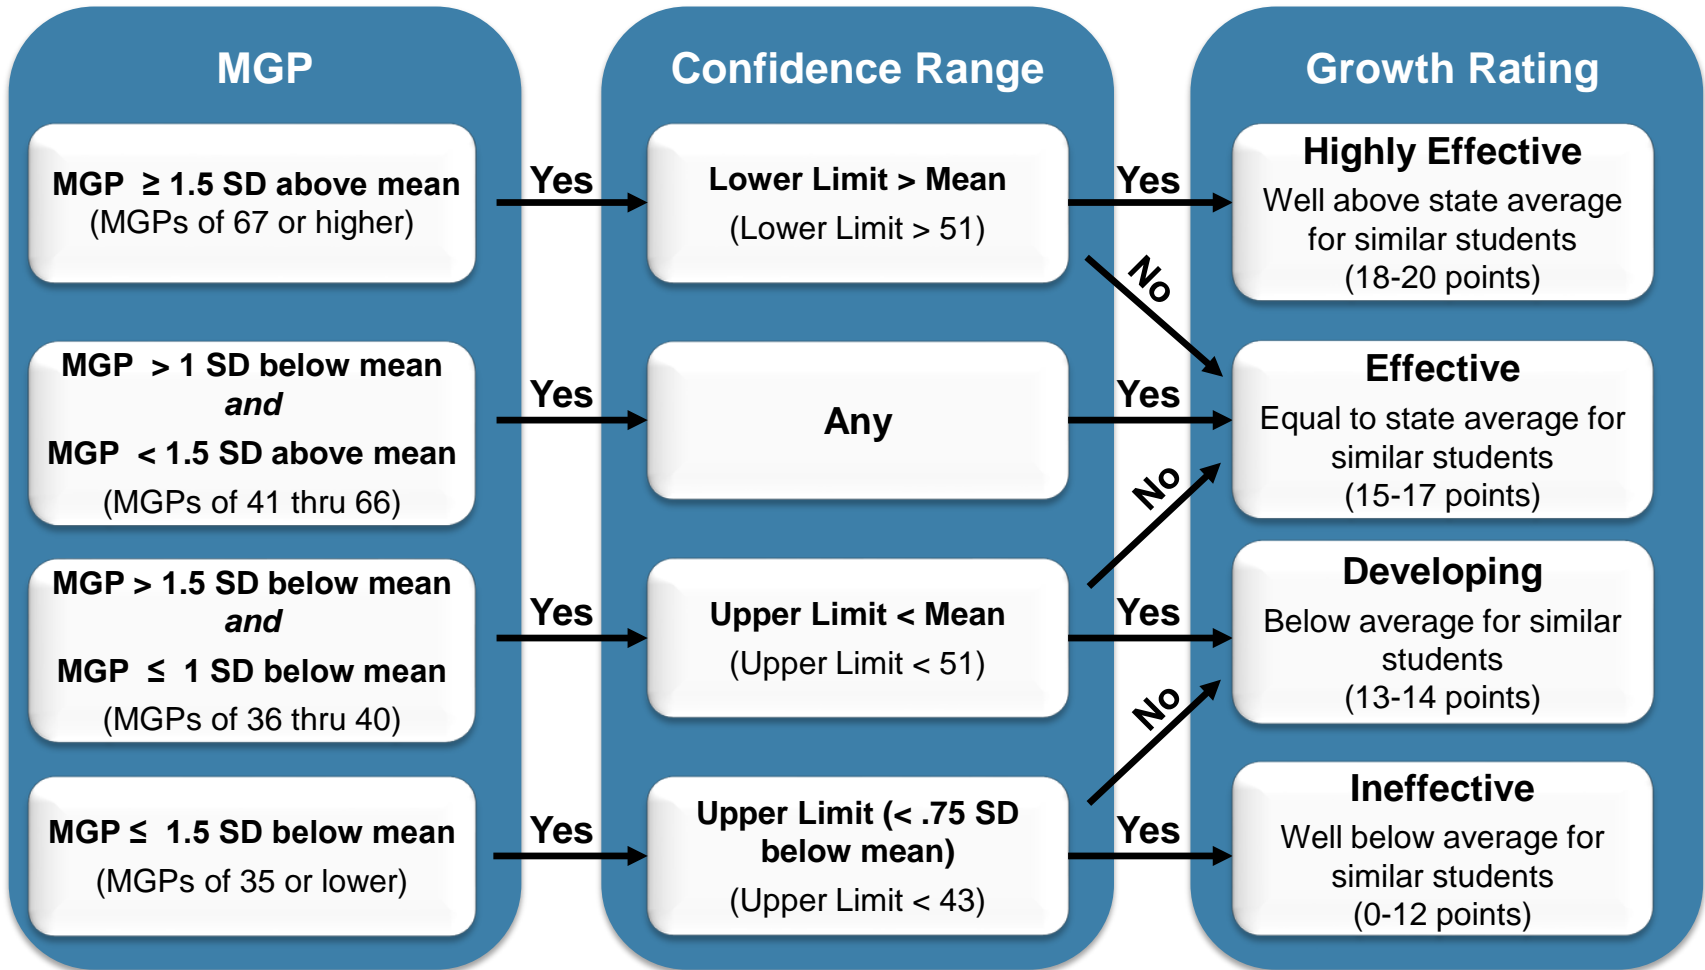 MGP
MGP ≥ 1.5 SD above mean
(MGPs of 67 or higher)
MGP > 1 SD below mean
and
MGP < 1.5 SD above mean
(MGPs of 41 thru 66)
MGP > 1.5 SD below mean
and
MGP ≤ 1 SD below mean
(MGPs of 36 thru 40)
MGP ≤ 1.5 SD below mean
(MGPs of 35 or lower)
Yes
Yes
Yes
Yes
Confidence Range
Lower Limit > Mean
(Lower Limit > 51)
Any
Upper Limit < Mean
(Upper Limit < 51)
Upper Limit (< .75 SD
below mean)
(Upper Limit < 43)
Yes
No
Yes
No
Yes
No
Yes
Growth Rating
Highly Effective
Well above state average
for similar students
(18-20 points)
Effective
Equal to state average for
similar students
(15-17 points)
Developing
Below average for similar
students
(13-14 points)
Ineffective
Well below average for
similar students
(0-12 points)